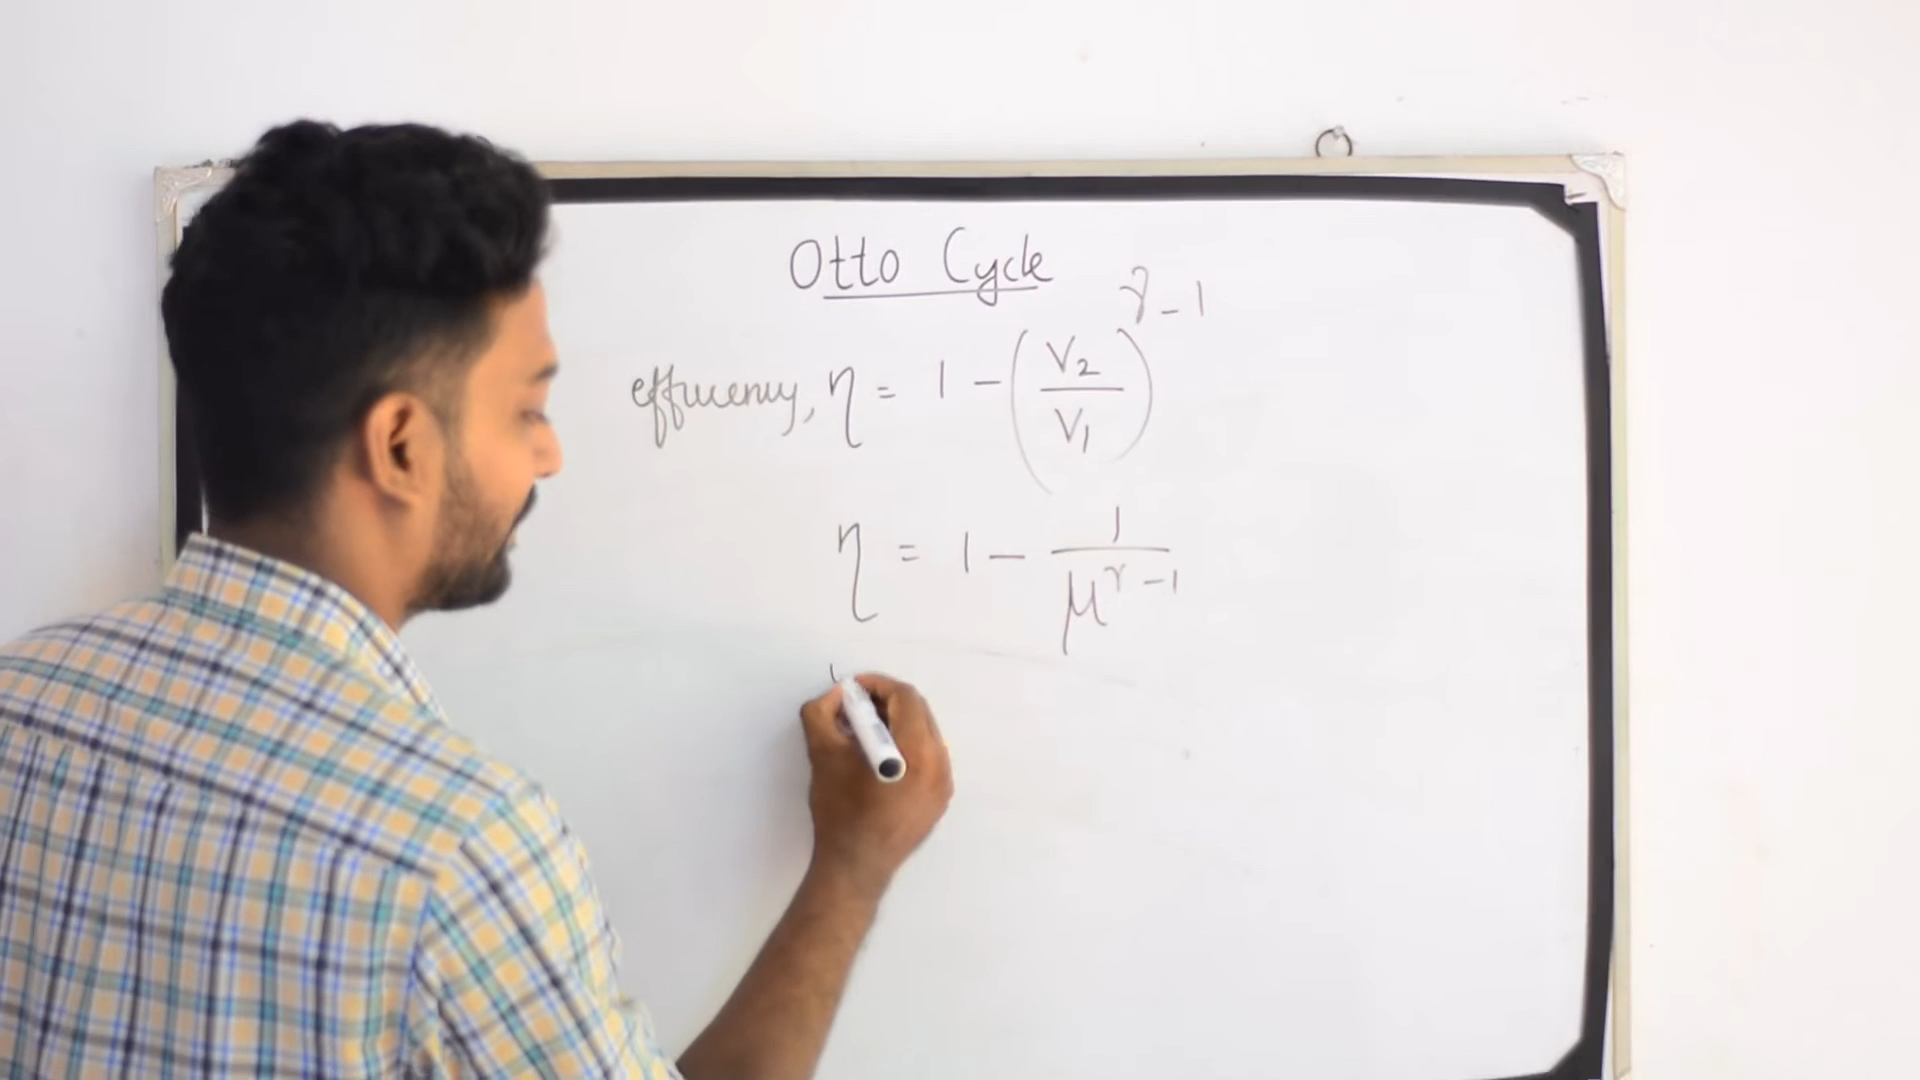 Otto Cycle
efficiency, η = 1 - (V₂/V₁)^(γ-1)
η = 1 - 1/μ^(γ-1)